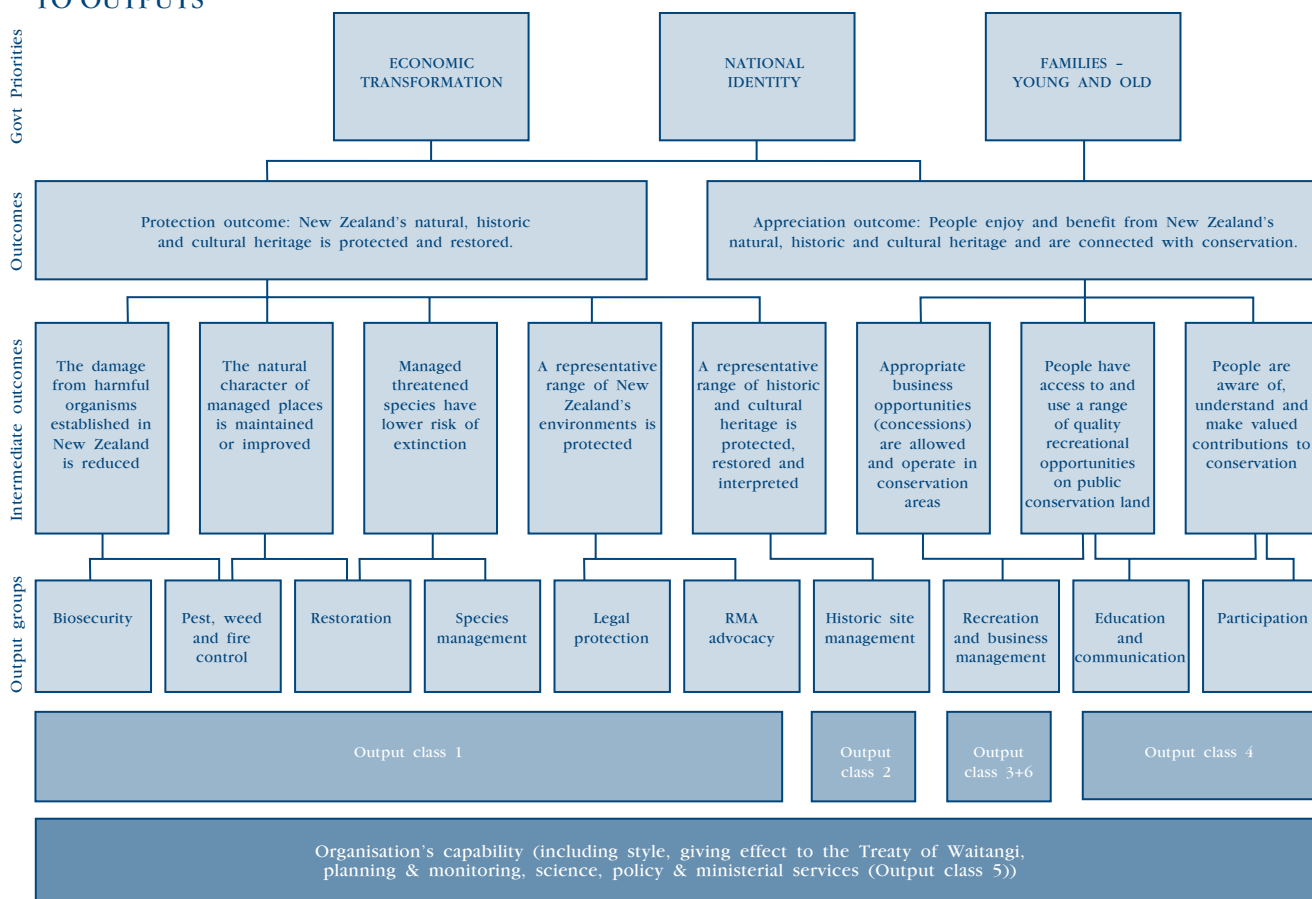 TO OUTPUTS
Govt Priorities
ECONOMIC
TRANSFORMATION
NATIONAL
IDENTITY
FAMILIES –
YOUNG AND OLD
Outcomes
Protection outcome: New Zealand's natural, historic
and cultural heritage is protected and restored.
Appreciation outcome: People enjoy and benefit from New Zealand's
natural, historic and cultural heritage and are connected with conservation.
Intermediate outcomes
The damage
from harmful
organisms
established in
New Zealand
is reduced
The natural
character of
managed places
is maintained
or improved
Managed
threatened
species have
lower risk of
extinction
A representative
range of New
Zealand's
environments is
protected
A representative
range of historic
and cultural
heritage is
protected,
restored and
interpreted
Appropriate
business
opportunities
(concessions)
are allowed
and operate in
conservation
areas
People have
access to and
use a range
of quality
recreational
opportunities
on public
conservation land
People are
aware of,
understand and
make valued
contributions to
conservation
Output groups
Biosecurity
Pest, weed
and fire
control
Restoration
Species
management
Legal
protection
RMA
advocacy
Historic site
management
Recreation
and business
management
Education
and
communication
Participation
Output class 1
Output
class 2
Output
class 3+6
Output class 4
Organisation's capability (including style, giving effect to the Treaty of Waitangi,
planning & monitoring, science, policy & ministerial services (Output class 5))